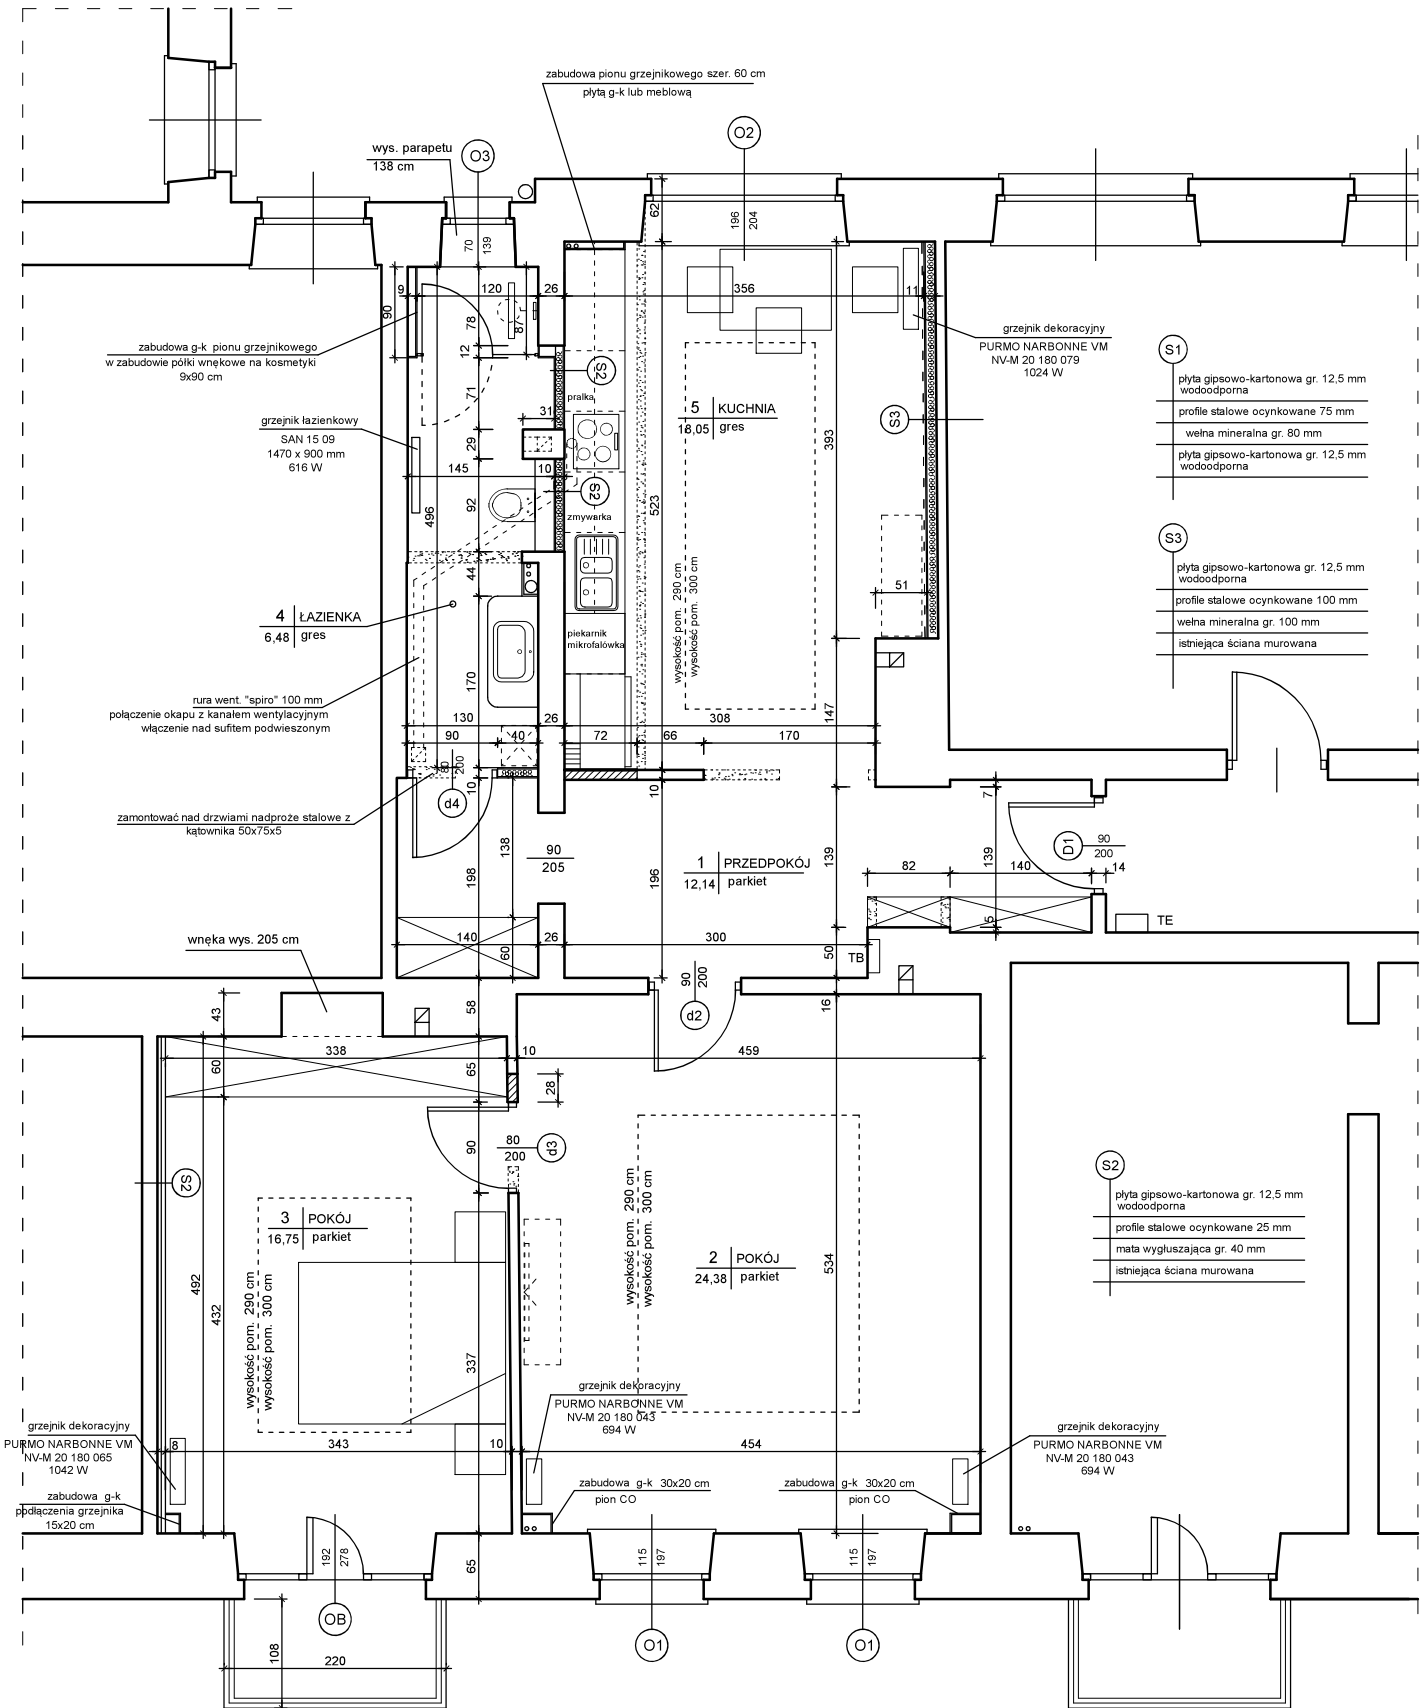 zabudowa pionu grzejnikowego szer. 60 cm
płytą g-k lub meblową
O2
wys. parapetu
138 cm
O3
62
196
204
70
139
9
120
26
356
11
90
78
87
12
zabudowa g-k pionu grzejnikowego
w zabudowie półki wnękowe na kosmetyki
9x90 cm
grzejnik dekoracyjny
PURMO NARBONNE VM
NV-M 20 180 079
1024 W
S1
płyta gipsowo-kartonowa gr. 12,5 mm
wodoodporna
profile stalowe ocynkowane 75 mm
wełna mineralna gr. 80 mm
płyta gipsowo-kartonowa gr. 12,5 mm
wodoodporna
S2
pralka
71
31
5 KUCHNIA
18,05 gres
S3
393
grzejnik łazienkowy
SAN 15 09
1470 x 900 mm
616 W
29
145
10
S2
92
496
zmywarka
523
S3
płyta gipsowo-kartonowa gr. 12,5 mm
wodoodporna
profile stalowe ocynkowane 100 mm
wełna mineralna gr. 100 mm
istniejąca ściana murowana
44
51
4 ŁAZIENKA
6,48 gres
piekarnik
mikrofalówka
wysokość pom. 290 cm
wysokość pom. 300 cm
170
rura went. "spiro" 100 mm
połączenie okapu z kanałem wentylacyjnym
włączenie nad sufitem podwieszonym
130
26
308
147
90
40
72
66
170
80
200
10
d4
10
7
zamontować nad drzwiami nadproże stalowe z
kątownika 50x75x5
138
90
205
1 PRZEDPOKÓJ
12,14 parkiet
139
139
D1
90
200
198
196
82
140
14
5
TE
wnęka wys. 205 cm
140
26
300
60
50
TB
90
200
d2
43
58
16
338
10
459
60
65
28
90
80
200
d3
S2
3 POKÓJ
16,75 parkiet
wysokość pom. 290 cm
wysokość pom. 300 cm
wysokość pom. 290 cm
wysokość pom. 300 cm
2 POKÓJ
24,38 parkiet
534
S2
płyta gipsowo-kartonowa gr. 12,5 mm
wodoodporna
profile stalowe ocynkowane 25 mm
mata wygłuszająca gr. 40 mm
istniejąca ściana murowana
492
432
337
grzejnik dekoracyjny
PURMO NARBONNE VM
NV-M 20 180 043
694 W
grzejnik dekoracyjny
PURMO NARBONNE VM
NV-M 20 180 065
1042 W
grzejnik dekoracyjny
PURMO NARBONNE VM
NV-M 20 180 043
694 W
8
343
10
454
zabudowa g-k
podłączenia grzejnika
15x20 cm
zabudowa g-k 30x20 cm
pion CO
zabudowa g-k 30x20 cm
pion CO
192
278
65
115
197
115
197
OB
O1
O1
108
220